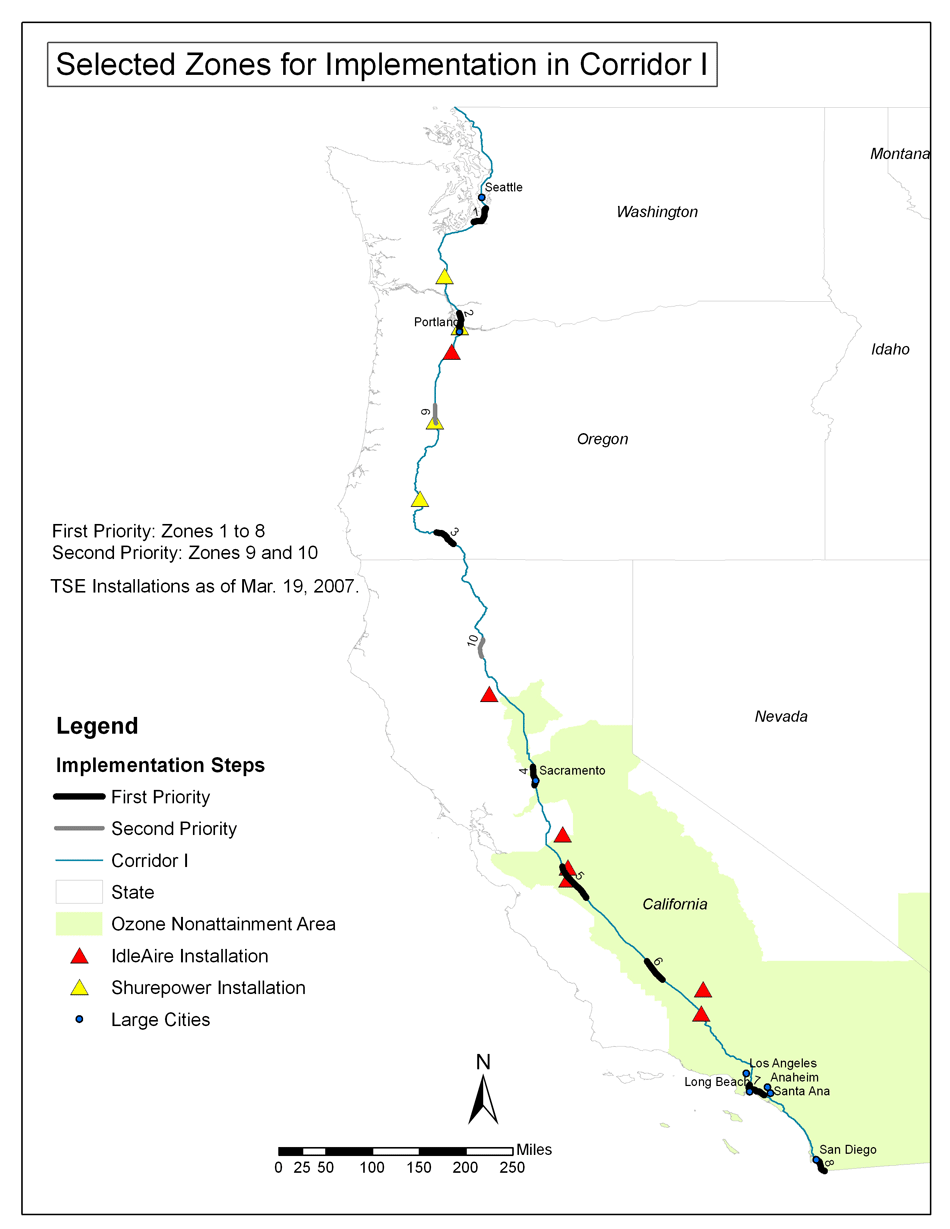 Selected Zones for Implementation in Corridor I
Montana
Seattle
Washington
1
2
Portland
Idaho
9
Oregon
First Priority: Zones 1 to 8
Second Priority: Zones 9 and 10
3
TSE Installations as of Mar. 19, 2007.
10
Nevada
4
Sacramento
5
California
6
Legend
Implementation Steps
First Priority
Second Priority
Corridor I
State
Ozone Nonattainment Area
IdleAire Installation
Shurepower Installation
Large Cities
Los Angeles
Anaheim
Long Beach
7
Santa Ana
San Diego
8
N
Miles
0 25 50 100 150 200 250